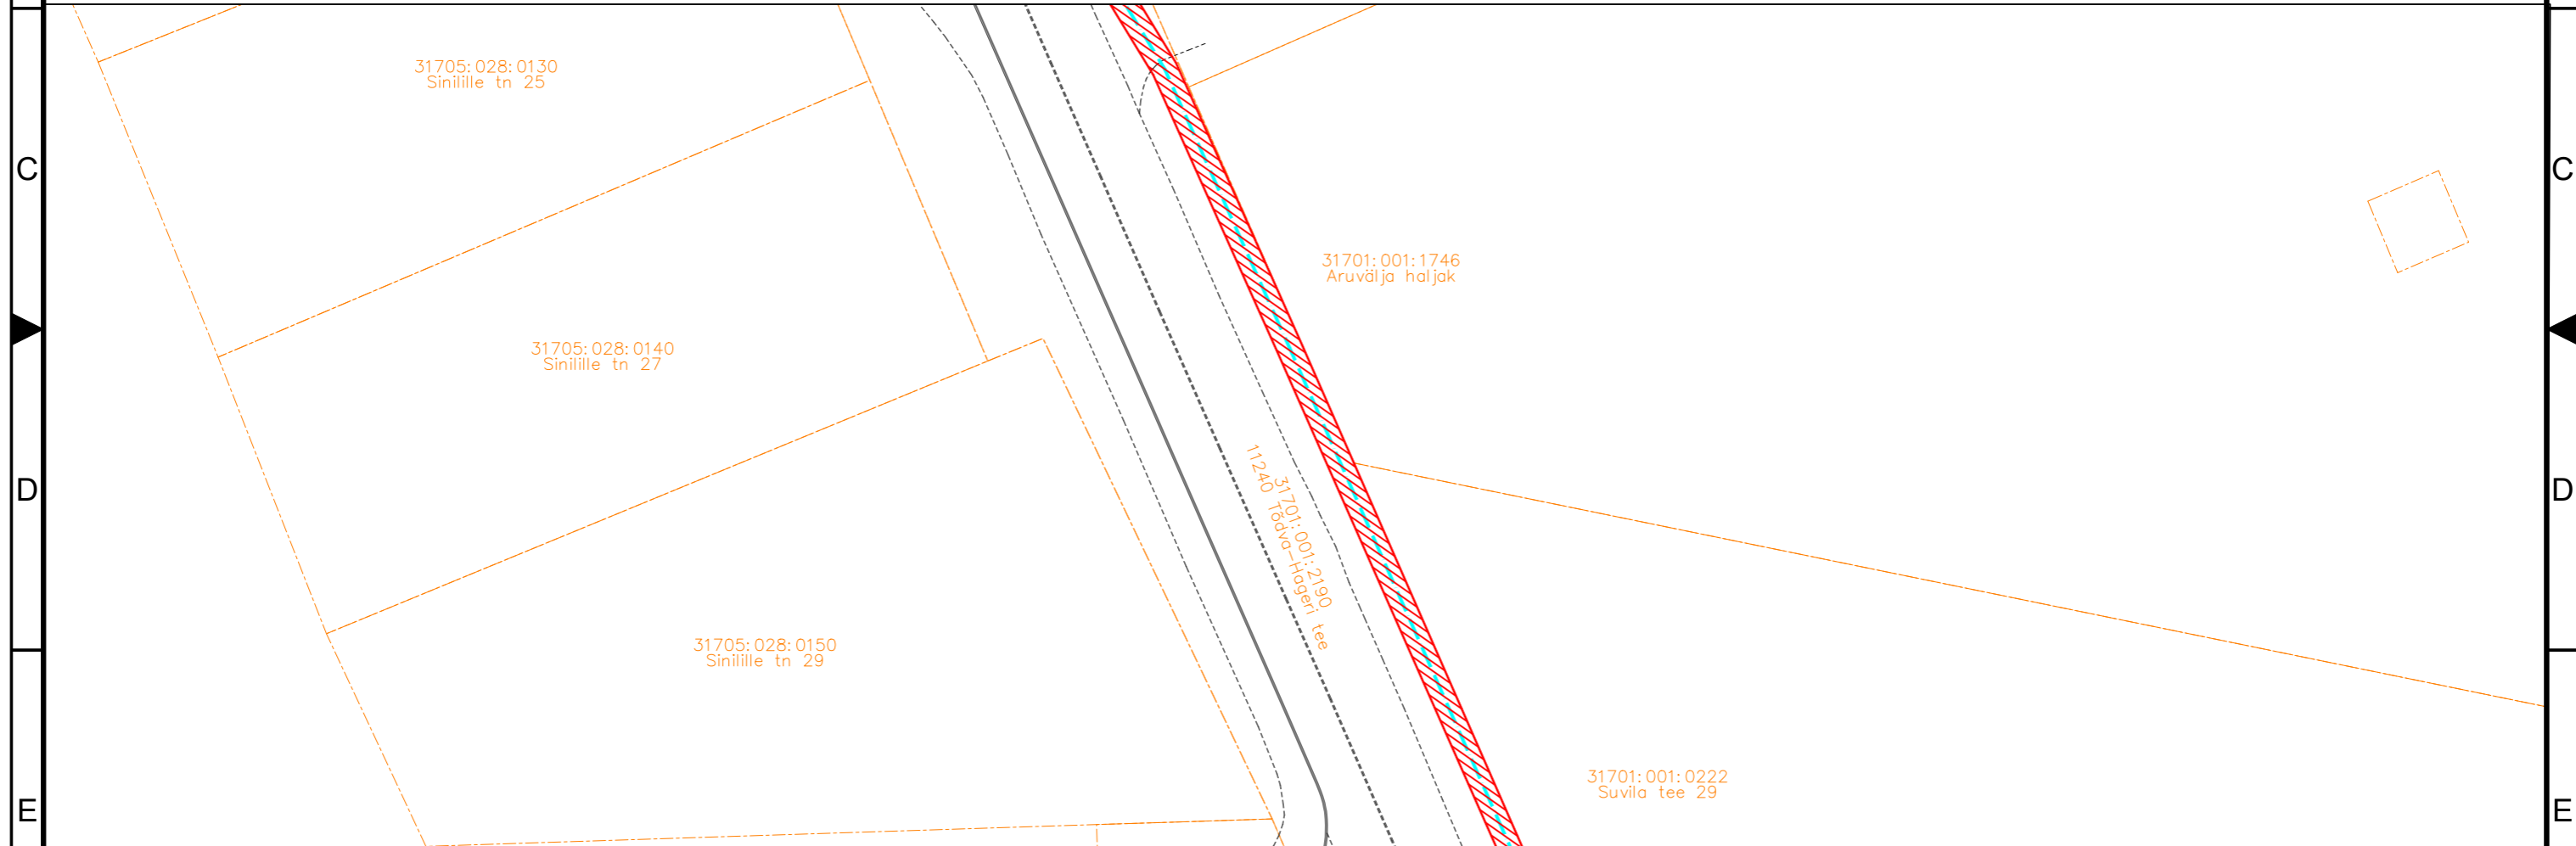 31705:028:0130
Sinilille tn 25
C
C
31701:001:1746
Aruvälja haljak
31705:028:0140
Sinilille tn 27
D
D
31701:001:2190
11240 Tõdva-Hageri tee
31705:028:0150
Sinilille tn 29
31701:001:0222
Suvila tee 29
E
E